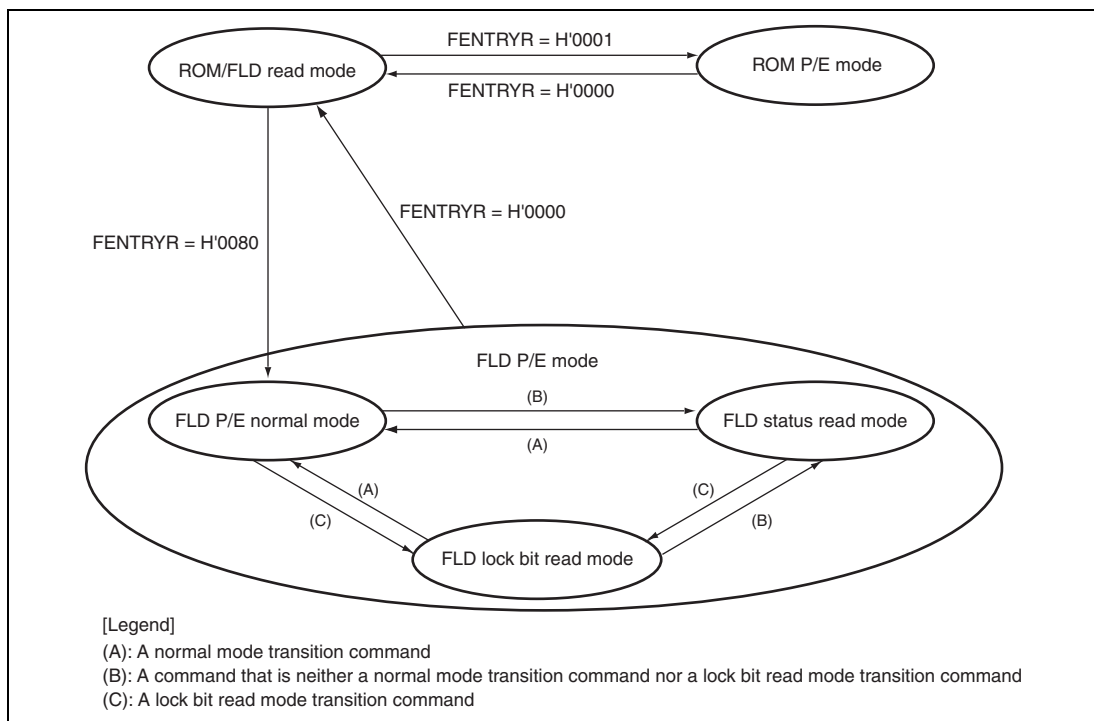 FENTRYR = H'0001
ROM/FLD read mode
ROM P/E mode
FENTRYR = H'0000
FENTRYR = H'0000
FENTRYR = H'0080
FLD P/E mode
(B)
FLD P/E normal mode
FLD status read mode
(A)
(A)
(C)
(C)
(B)
FLD lock bit read mode
[Legend]
(A): A normal mode transition command
(B): A command that is neither a normal mode transition command nor a lock bit read mode transition command
(C): A lock bit read mode transition command